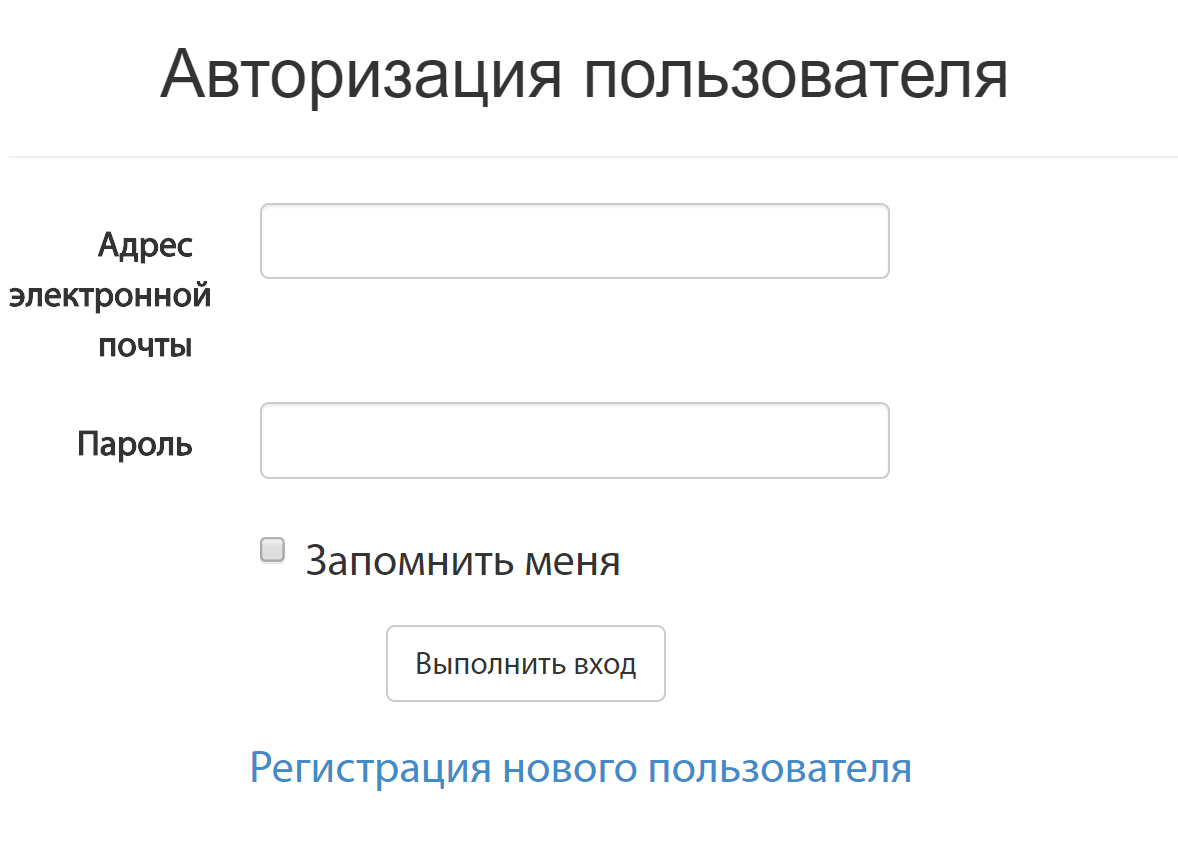 Авторизация пользователя
Адрес
электронной
почты
Пароль
Запомнить меня
Выполнить вход
Регистрация нового пользователя